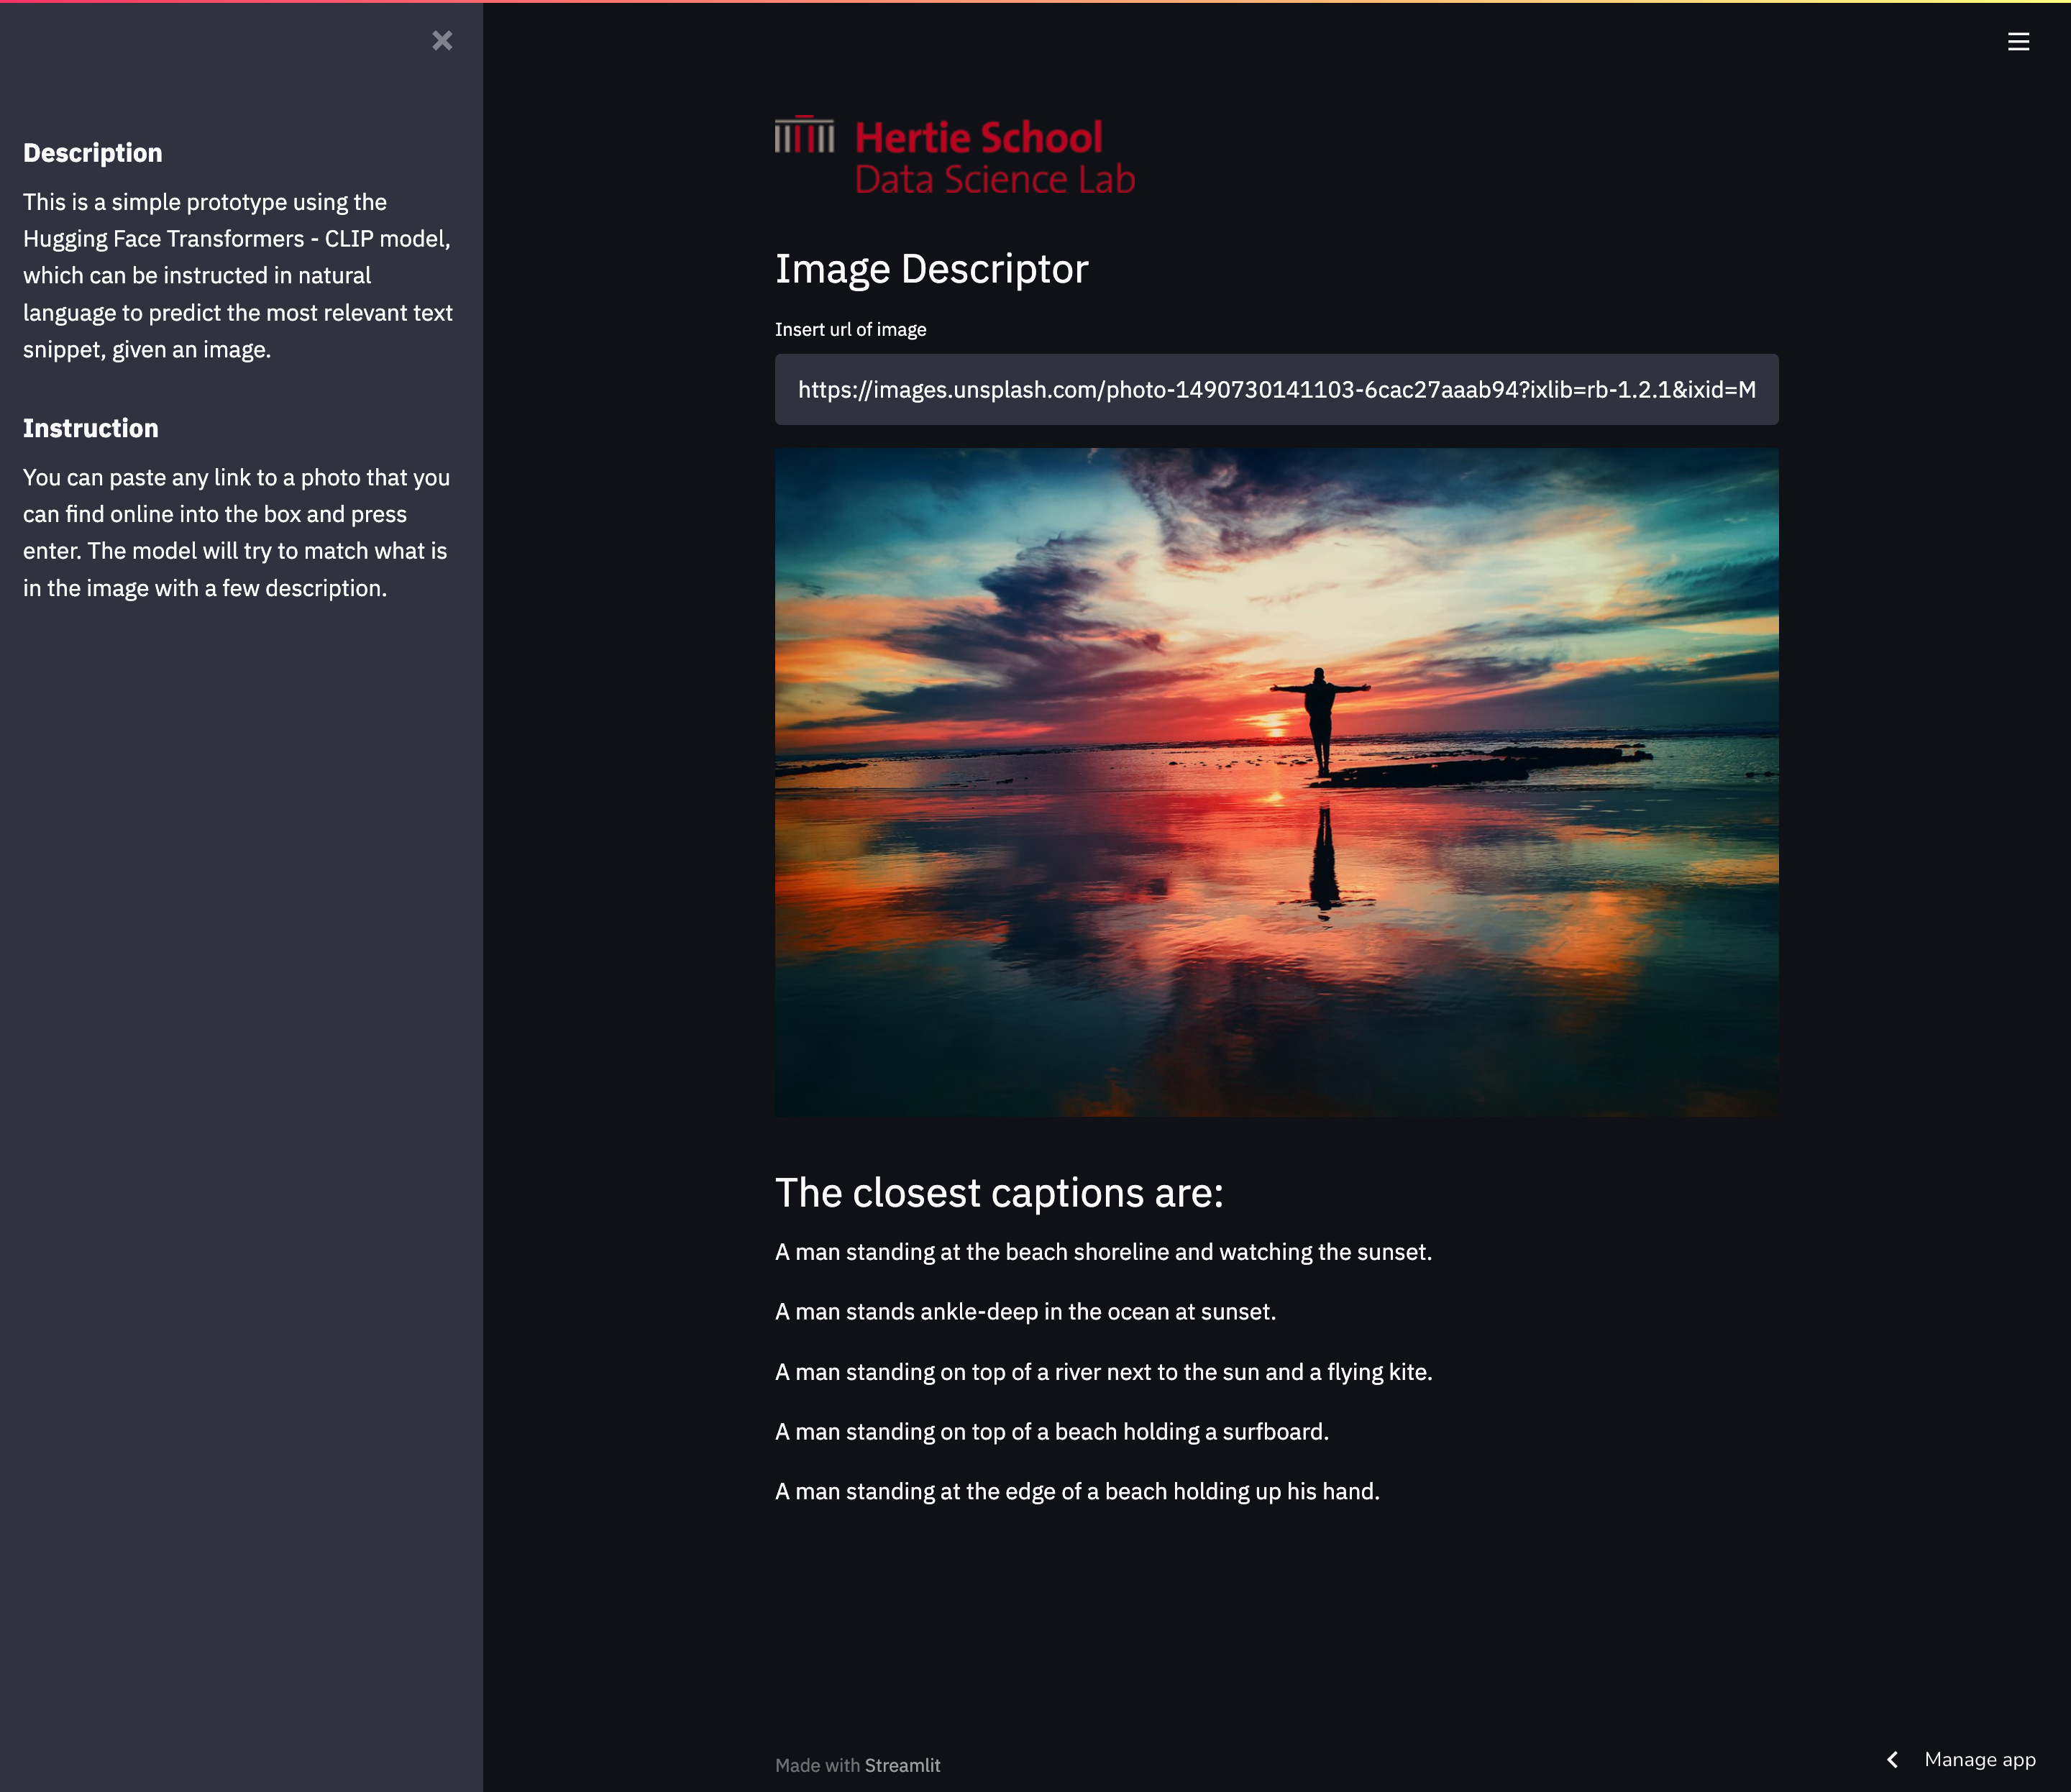 Description
This is a simple prototype using the
Hugging Face Transformers - CLIP model,
which can be instructed in natural
language to predict the most relevant text
snippet, given an image.
Instruction
You can paste any link to a photo that you
can find online into the box and press
enter. The model will try to match what is
in the image with a few description.
Hertie School
Data Science Lab
Image Descriptor
Insert url of image
https://images.unsplash.com/photo-1490730141103-6cac27aaab94?ixlib=rb-1.2.1&ixid=M
The closest captions are:
A man standing at the beach shoreline and watching the sunset.
A man stands ankle-deep in the ocean at sunset.
A man standing on top of a river next to the sun and a flying kite.
A man standing on top of a beach holding a surfboard.
A man standing at the edge of a beach holding up his hand.
Made with Streamlit
Manage app